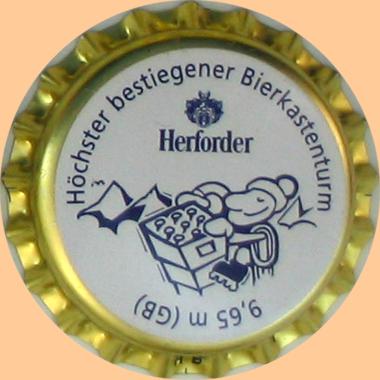 Höchster bestiegener Bierkastenturm
Herforder
9,65 m (GB)